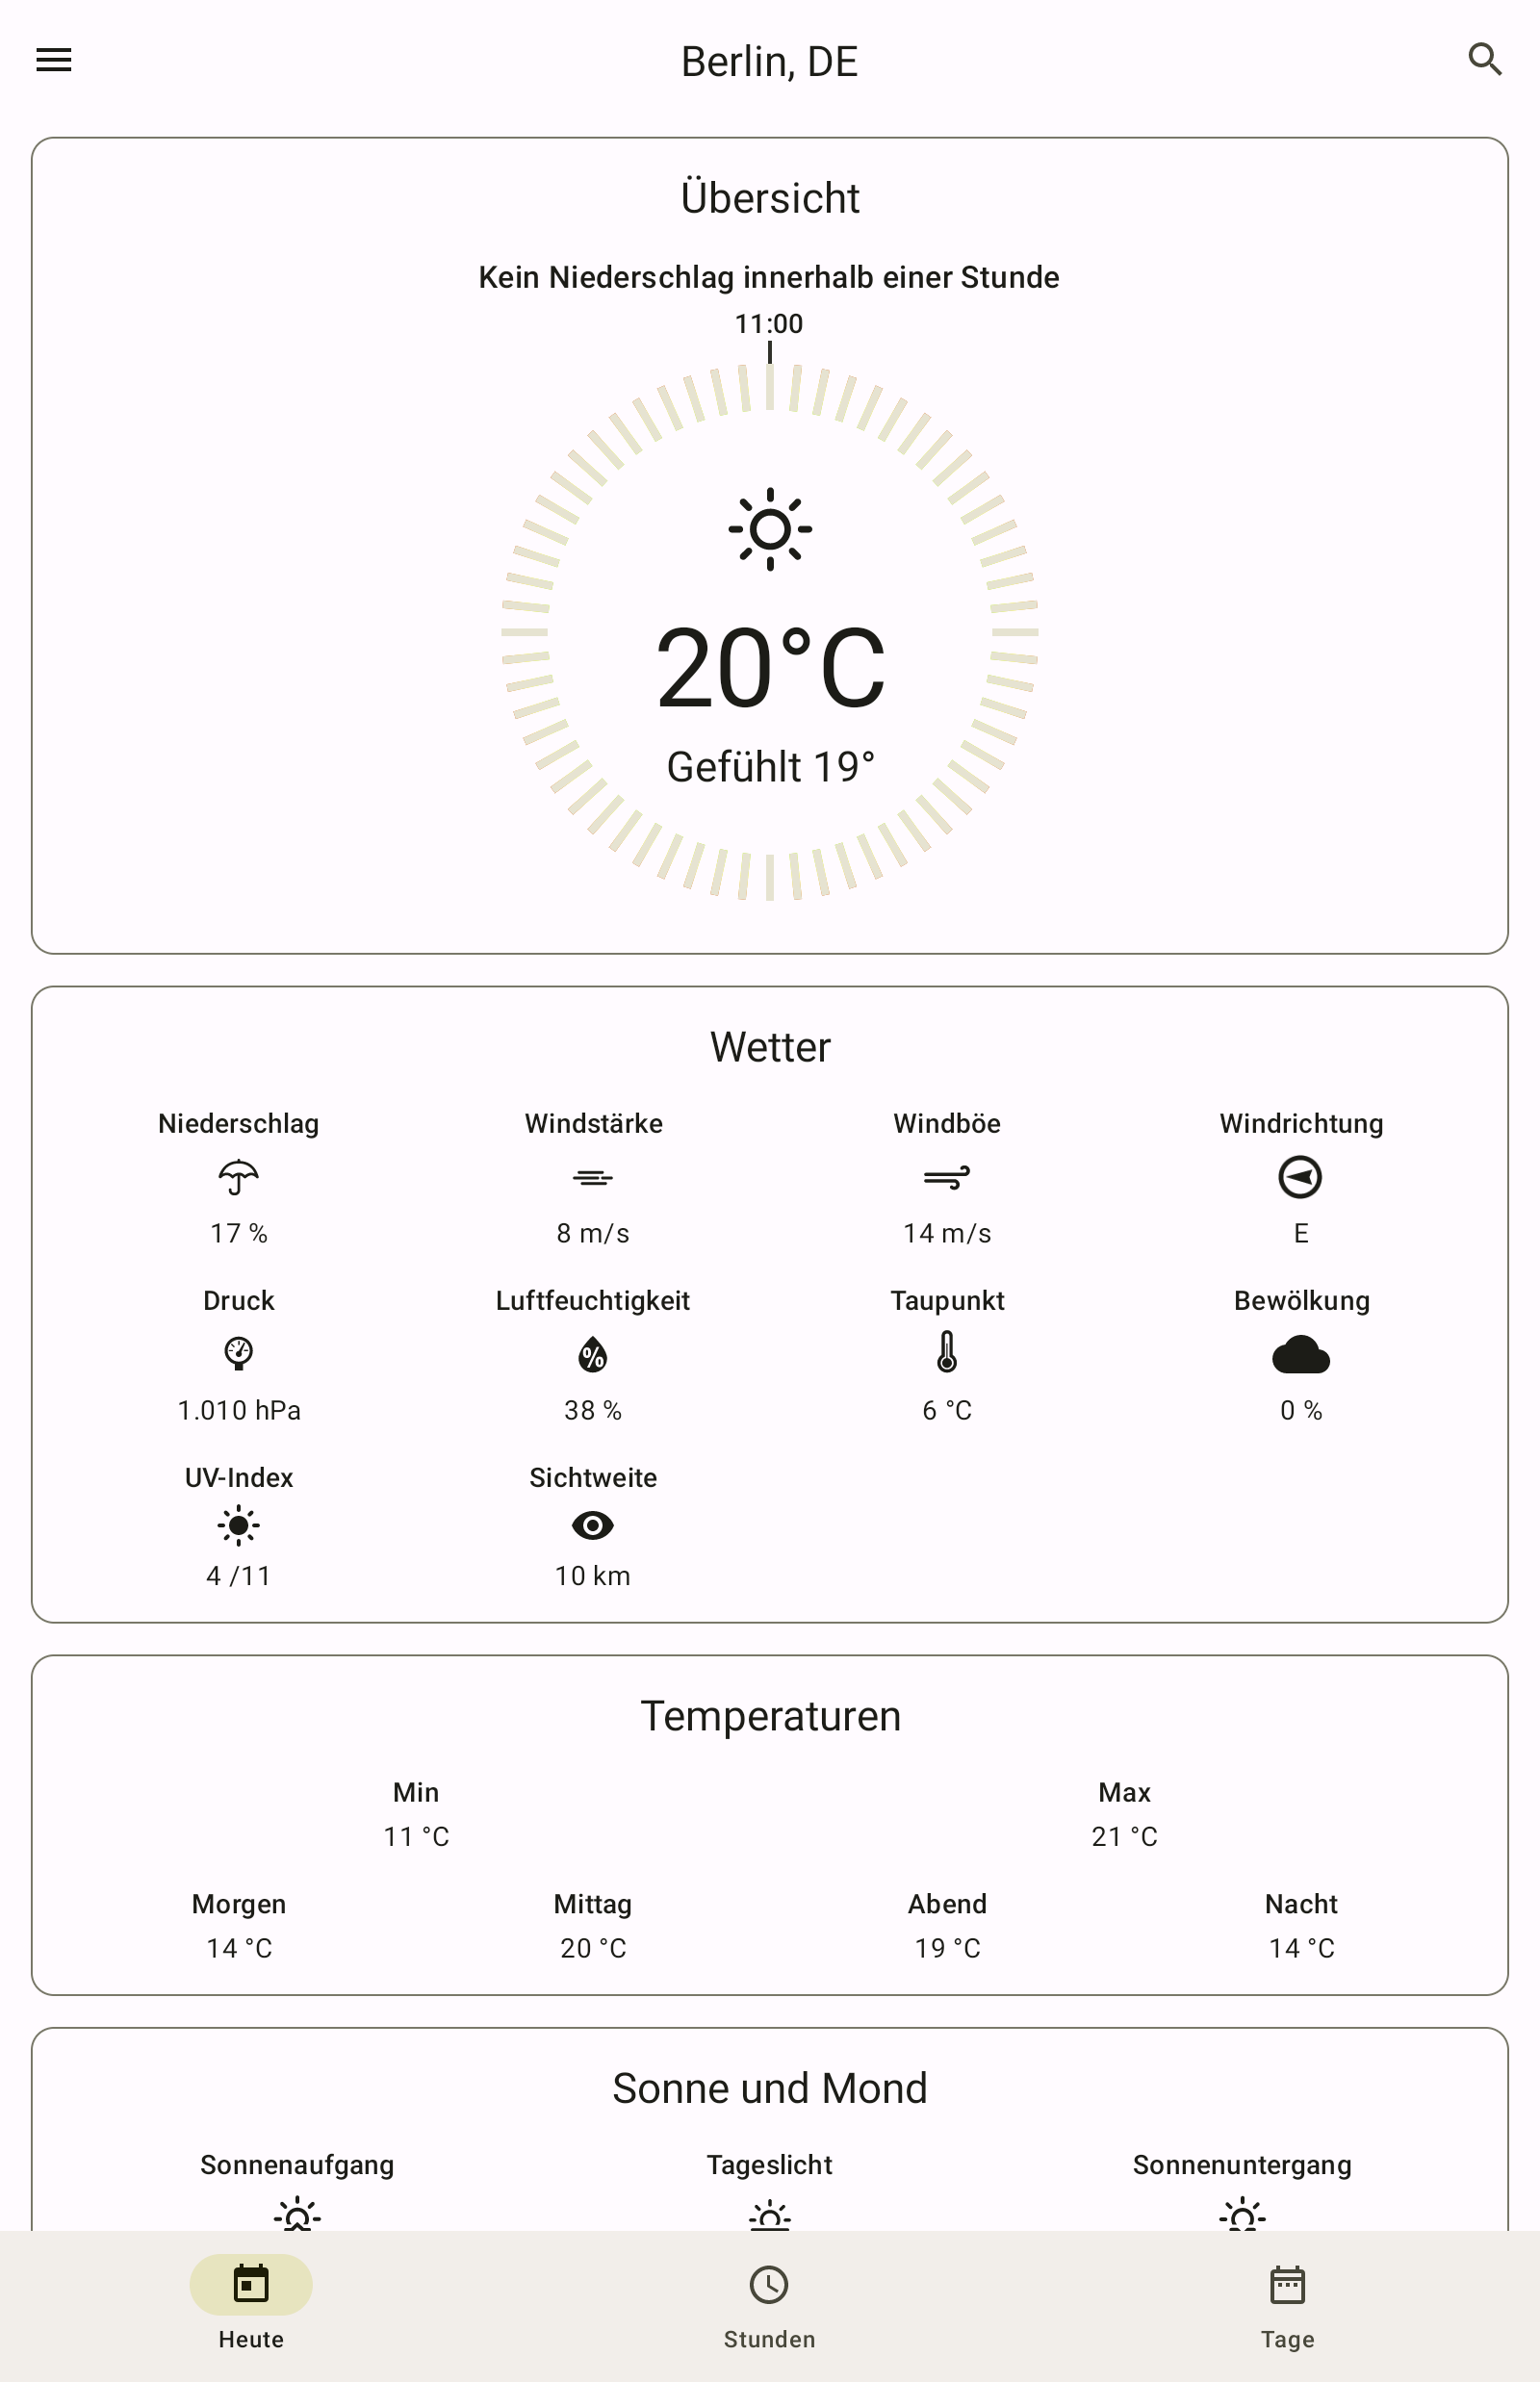 Berlin, DE
Übersicht
Kein Niederschlag innerhalb einer Stunde
11:00
20°C
Gefühlt 19°
Wetter
Niederschlag Windstärke Windböe Windrichtung
17 % 8 m/s 14 m/s E
Druck Luftfeuchtigkeit Taupunkt Bewölkung
1.010 hPa 38 % 6 °C 0 %
UV-Index Sichtweite
4 /11 10 km
Temperaturen
Min Max
11 °C 21 °C
Morgen Mittag Abend Nacht
14 °C 20 °C 19 °C 14 °C
Sonne und Mond
Sonnenaufgang Tageslicht Sonnenuntergang
Heute Stunden Tage